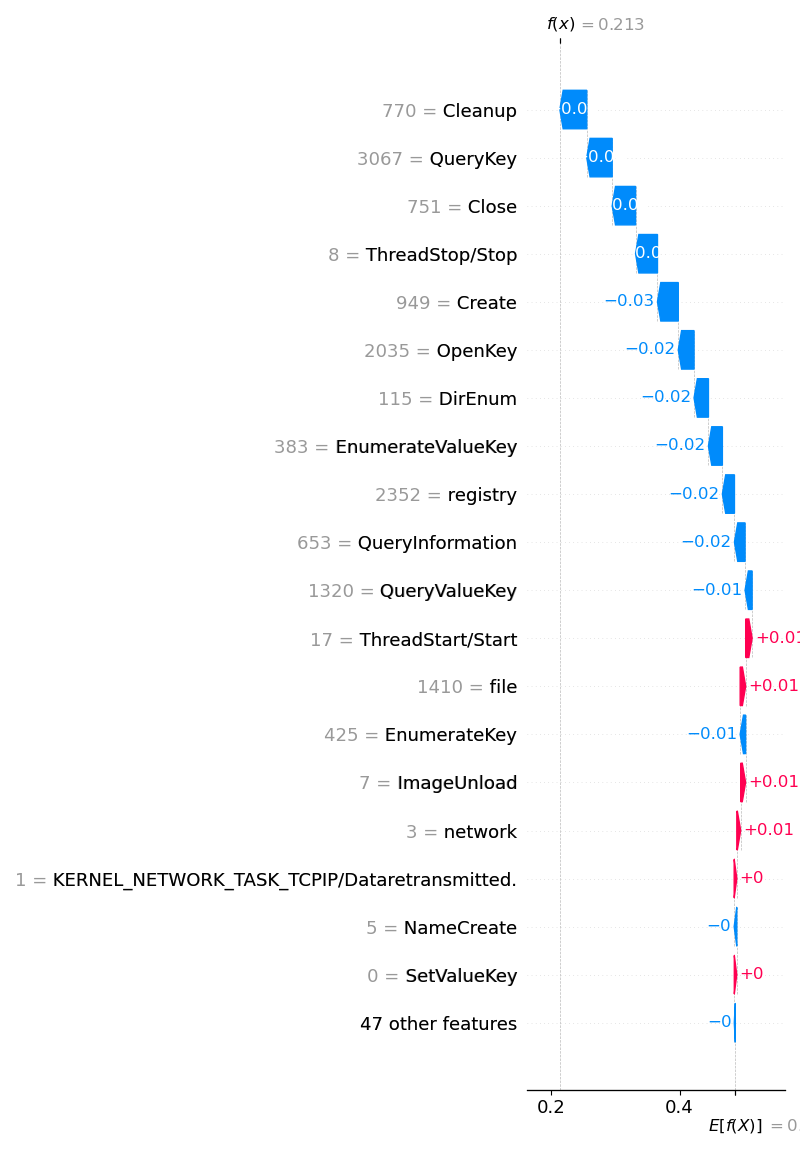 f(x) = 0.213
770 = Cleanup
0.0
3067 = QueryKey
0.0
751 = Close
0.0
8 = ThreadStop/Stop
0.0
949 = Create
−0.03
2035 = OpenKey
−0.02
115 = DirEnum
−0.02
383 = EnumerateValueKey
−0.02
2352 = registry
−0.02
653 = QueryInformation
−0.02
1320 = QueryValueKey
−0.01
17 = ThreadStart/Start
+0.01
1410 = file
+0.01
425 = EnumerateKey
−0.01
7 = ImageUnload
+0.01
3 = network
+0.01
1 = KERNEL_NETWORK_TASK_TCPIP/Dataretransmitted.
+0
5 = NameCreate
−0
0 = SetValueKey
+0
47 other features
−0
0.2
0.4
E[f(X)] = 0.